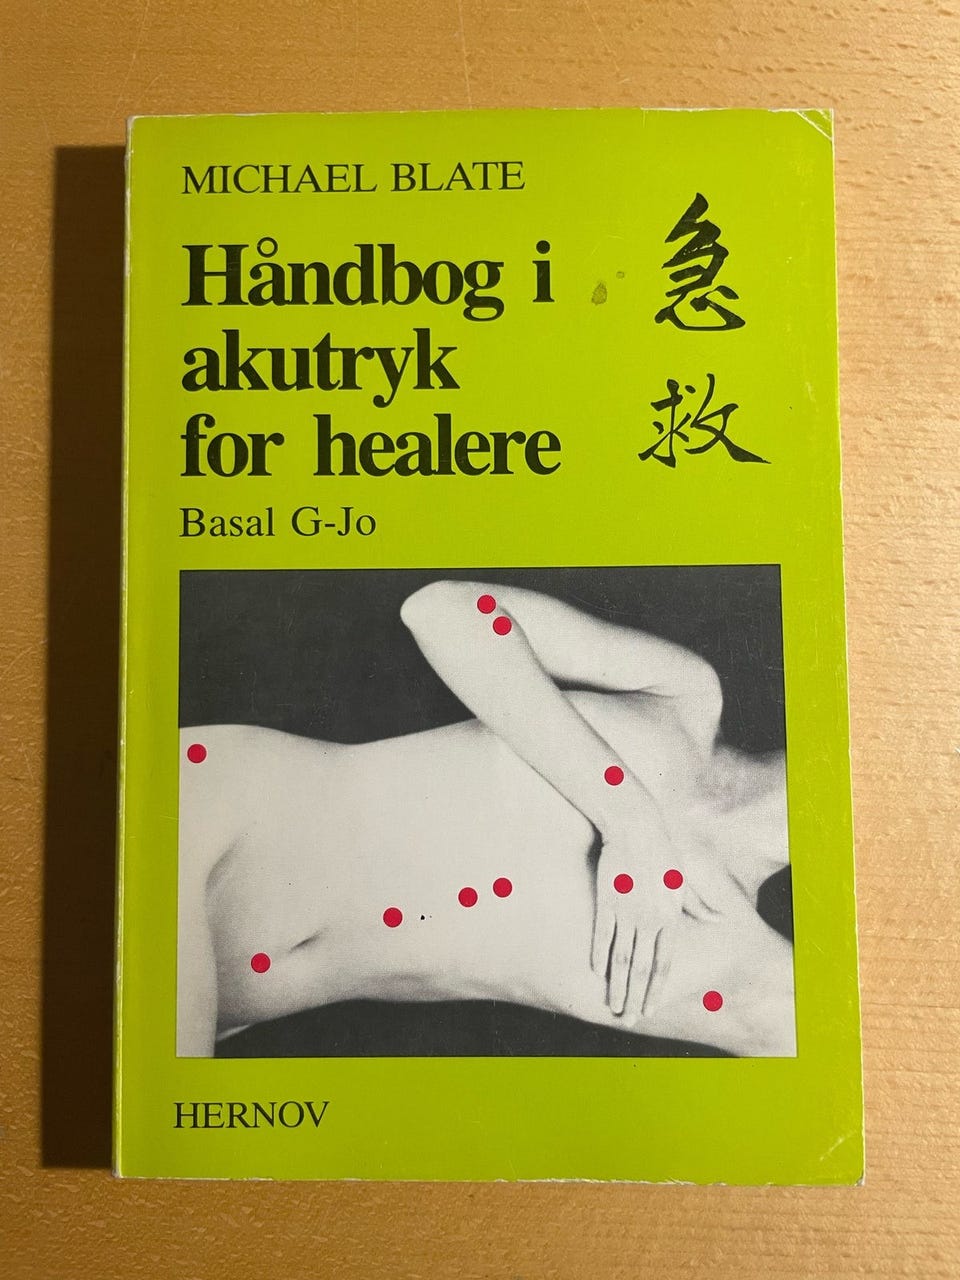 MICHAEL BLATE
Håndbog i
akutryk
for healere
Basal G-Jo
急
救
HERNOV